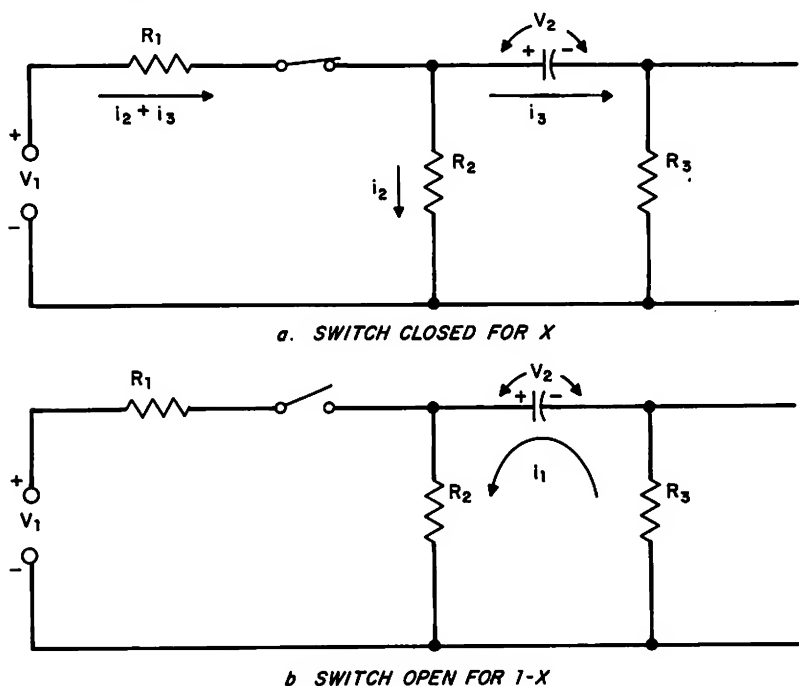 R1
V2
+ -
i2 + i3
i3
+
V1
-
i2
R2
R3
a. SWITCH CLOSED FOR X
R1
V2
+ -
i1
+
V1
-
R2
R3
b SWITCH OPEN FOR 1-X